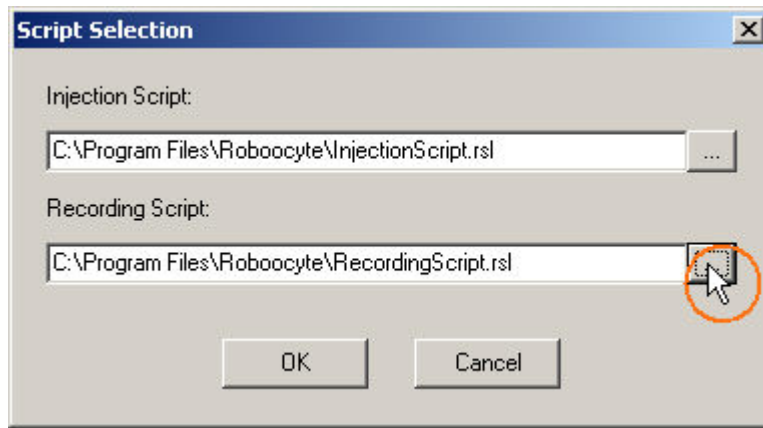 Script Selection
Injection Script:
C:\Program Files\Roboocyte\InjectionScript.rsl
...
Recording Script:
C:\Program Files\Roboocyte\RecordingScript.rsl
...
OK
Cancel